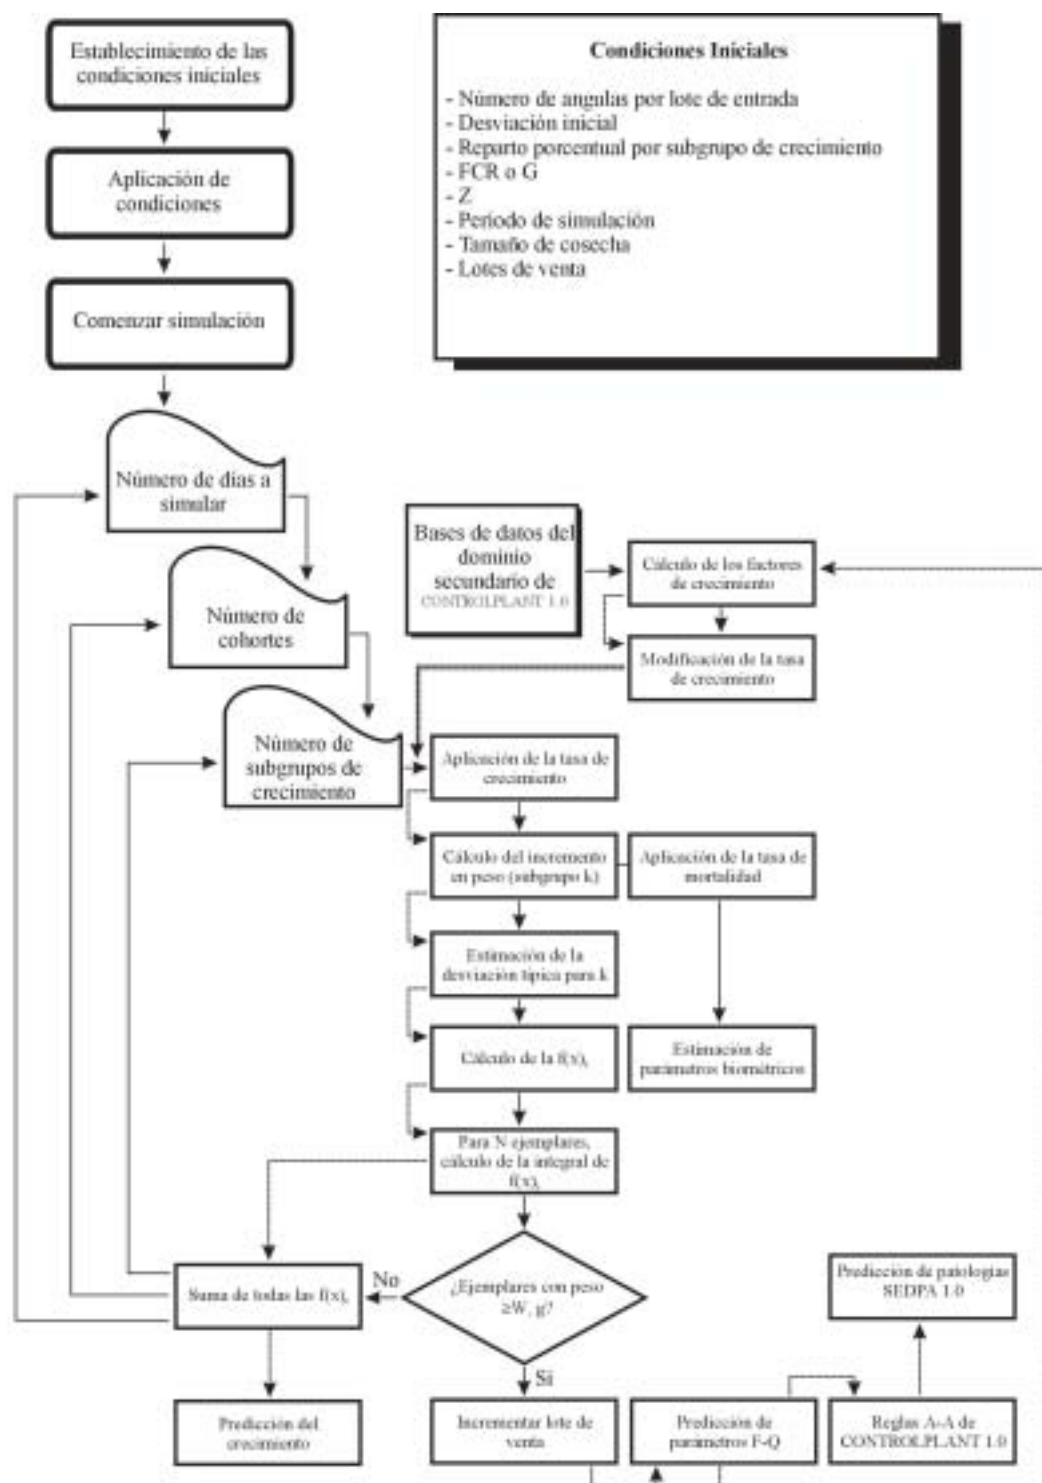 Establecimiento de las
condiciones iniciales
Aplicación de
condiciones
Comenzar simulación
Condiciones Iniciales
- Número de angulas por lote de entrada
- Desviación inicial
- Reparto porcentual por subgrupo de crecimiento
- FCR o G
- Z
- Período de simulación
- Tamaño de cosecha
- Lotes de venta
Número de días a
simular
Número de
cohortes
Número de
subgrupos de
crecimiento
Bases de datos del
dominio
secundario de
CONTROLPLANT 1.0
Cálculo de los factores
de crecimiento
Modificación de la tasa
de crecimiento
Aplicación de la tasa de
crecimiento
Cálculo del incremento
en peso (subgrupo k)
Aplicación de la tasa de
mortalidad
Estimación de la
desviación típica para k
Cálculo de la f(x)ₖ
Estimación de
parámetros biométricos
Para N ejemplares,
cálculo de la integral de
f(x)ₖ
¿Ejemplares con peso
≥W, g?
No
Si
Suma de todas las f(x)ₖ
Predicción del
crecimiento
Incrementar lote de
venta
Predicción de
parámetros F-Q
Reglas A-A de
CONTROLPLANT 1.0
Predicción de patologías
SEDPA 1.0